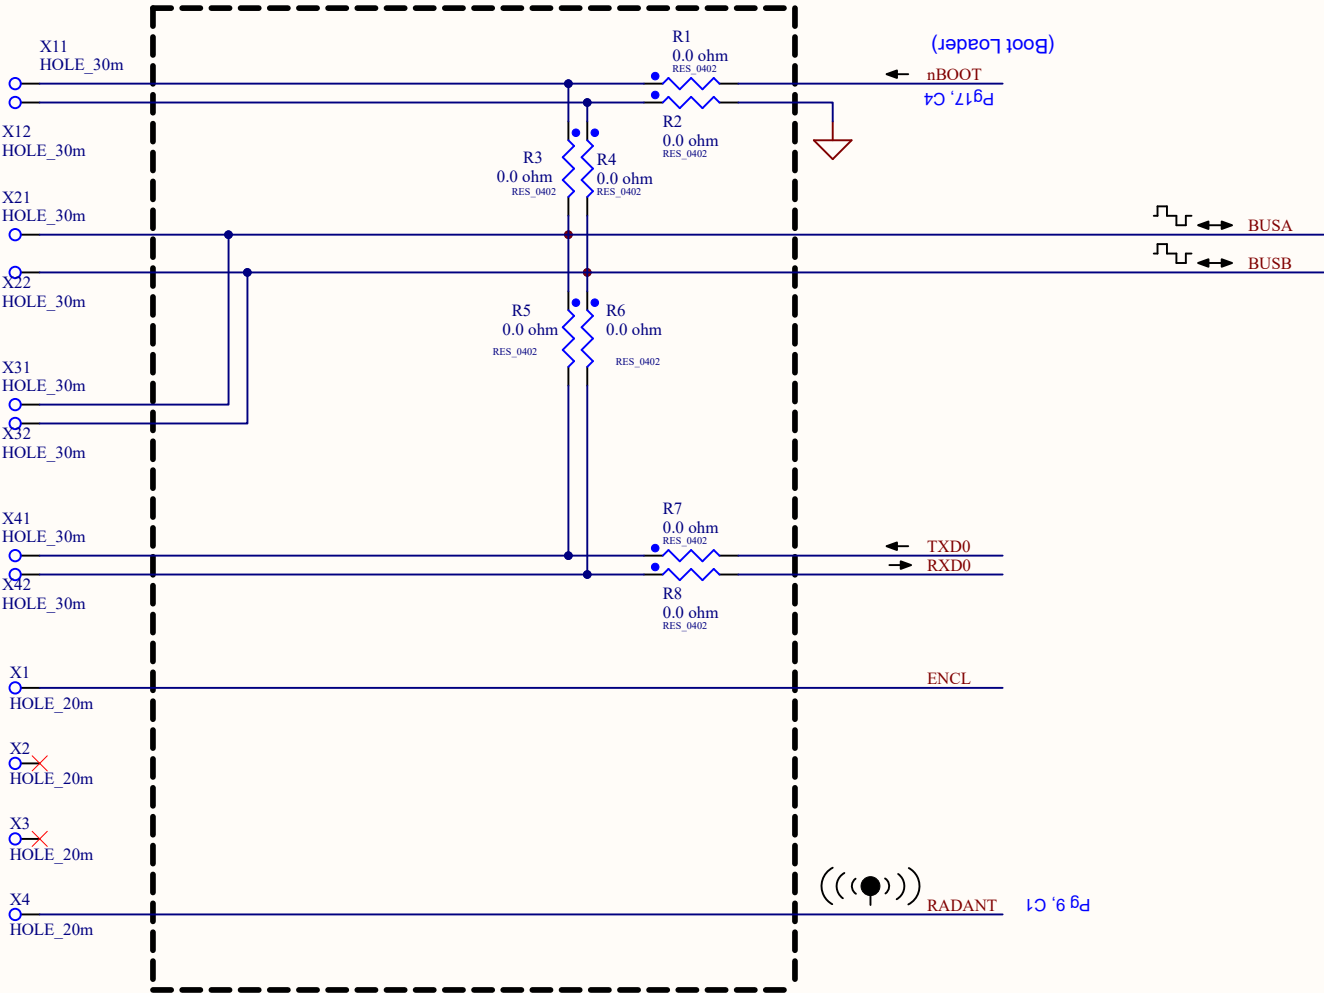 X11
HOLE_30m
R1
0.0 ohm
RES_0402
(Boot Loader)
nBOOT
Pg17, C4
X12
HOLE_30m
R2
0.0 ohm
RES_0402
R3
0.0 ohm
RES_0402
R4
0.0 ohm
RES_0402
X21
HOLE_30m
BUSA
X22
HOLE_30m
BUSB
R5
0.0 ohm
RES_0402
R6
0.0 ohm
RES_0402
X31
HOLE_30m
X32
HOLE_30m
X41
HOLE_30m
R7
0.0 ohm
RES_0402
TXD0
RXD0
X42
HOLE_30m
R8
0.0 ohm
RES_0402
X1
HOLE_20m
ENCL
X2
HOLE_20m
X3
HOLE_20m
X4
HOLE_20m
RADANT
Pg 9, C1